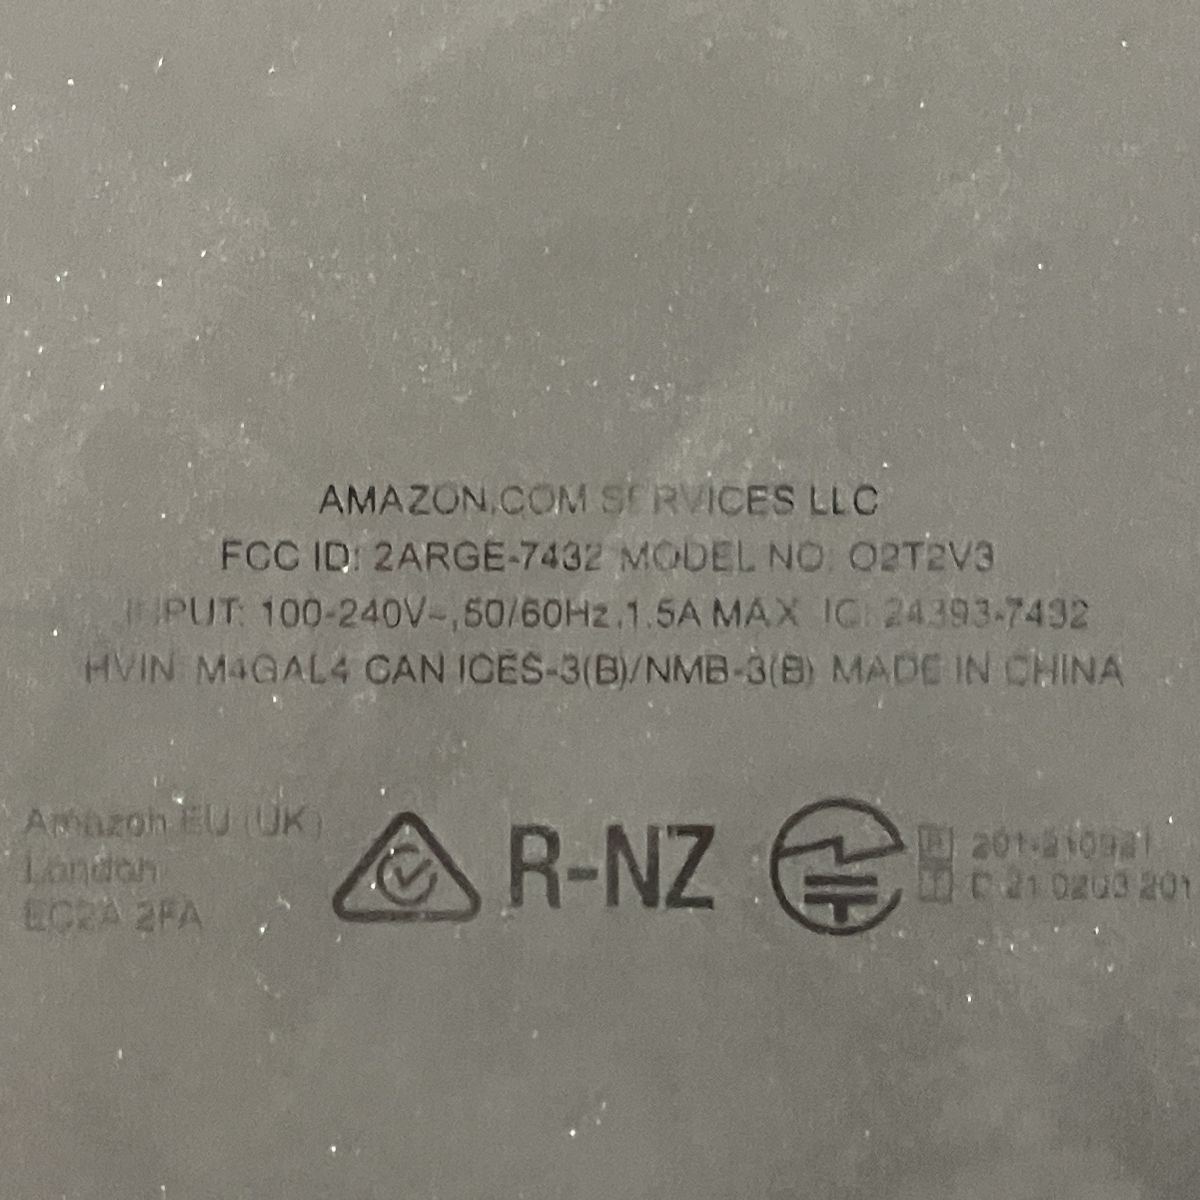 AMAZON.COM SERVICES LLC
FCC ID: 2ARGE-7432 MODEL NO: O2T2V3
INPUT: 100-240V~,50/60Hz,1.5A MAX IC: 24393-7432
HVIN: M4GAL4 CAN ICES-3(B)/NMB-3(B) MADE IN CHINA
Amazon EU (UK)
London
EC2A 2FA
R-NZ
R 201-210921
T D 21 0203 201